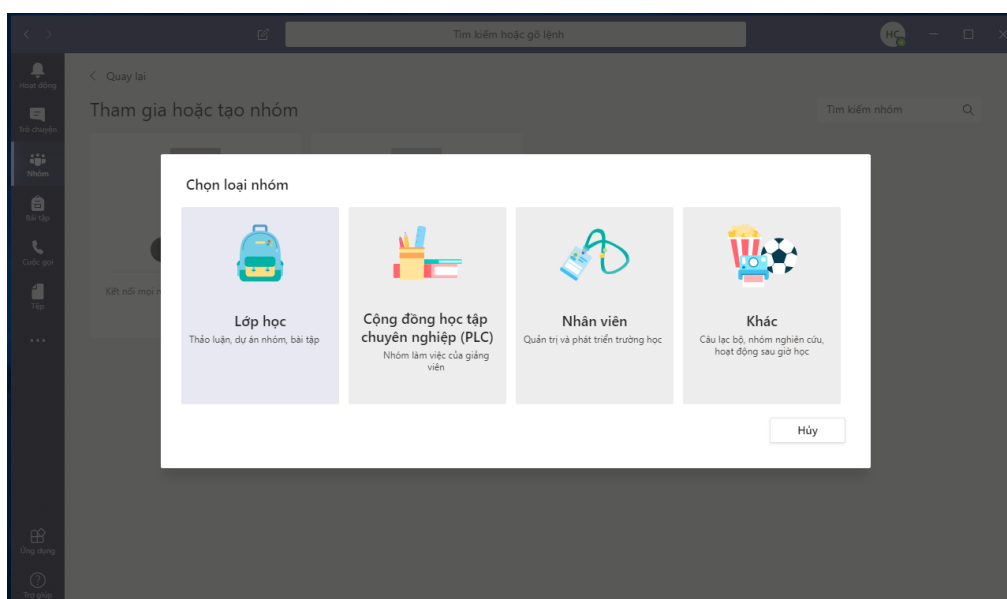 Tìm kiếm hoặc gõ lệnh
HC
Hoạt động
Trò chuyện
Nhóm
Bài tập
Cuộc gọi
Tệp
Ứng dụng
Trợ giúp
Quay lại
Tham gia hoặc tạo nhóm
Tìm kiếm nhóm
Kết nối mọi n
Chọn loại nhóm
Lớp học
Thảo luận, dự án nhóm, bài tập
Cộng đồng học tập
chuyên nghiệp (PLC)
Nhóm làm việc của giảng
viên
Nhân viên
Quản trị và phát triển trường học
Khác
Câu lạc bộ, nhóm nghiên cứu,
hoạt động sau giờ học
Hủy